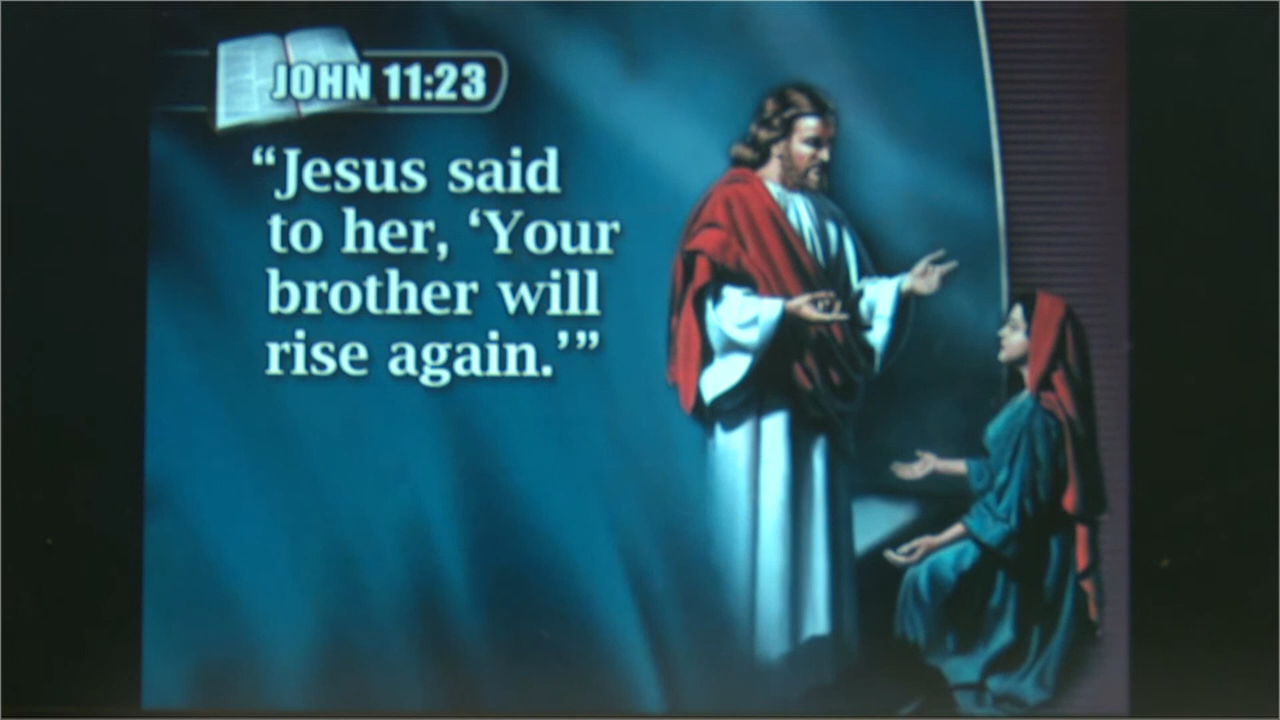 JOHN 11:23
“Jesus said
to her, ‘Your
brother will
rise again.’”